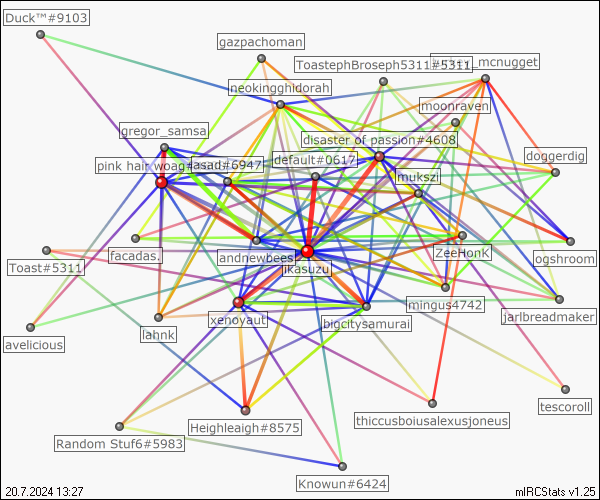 Duck™#9103
gazpachoman
ToastephBroseph5311#5311
_mcnugget
neokingghidorah
moonraven
gregor_samsa
disaster of passion#4608
pink hair woag
asad#6947
default#0617
doggerdig
mukszi
facadas.
andnewbees
ZeeHonK
ogshroom
Toast#5311
iKasuzu
mingus4742
jarlbreadmaker
avelicious
lahnk
xenoyaut
bigcitysamurai
tescoroll
Heighleaigh#8575
thiccusboiusalexusjoneus
Random Stuf6#5983
Knowun#6424
20.7.2024 13:27
mIRCStats v1.25